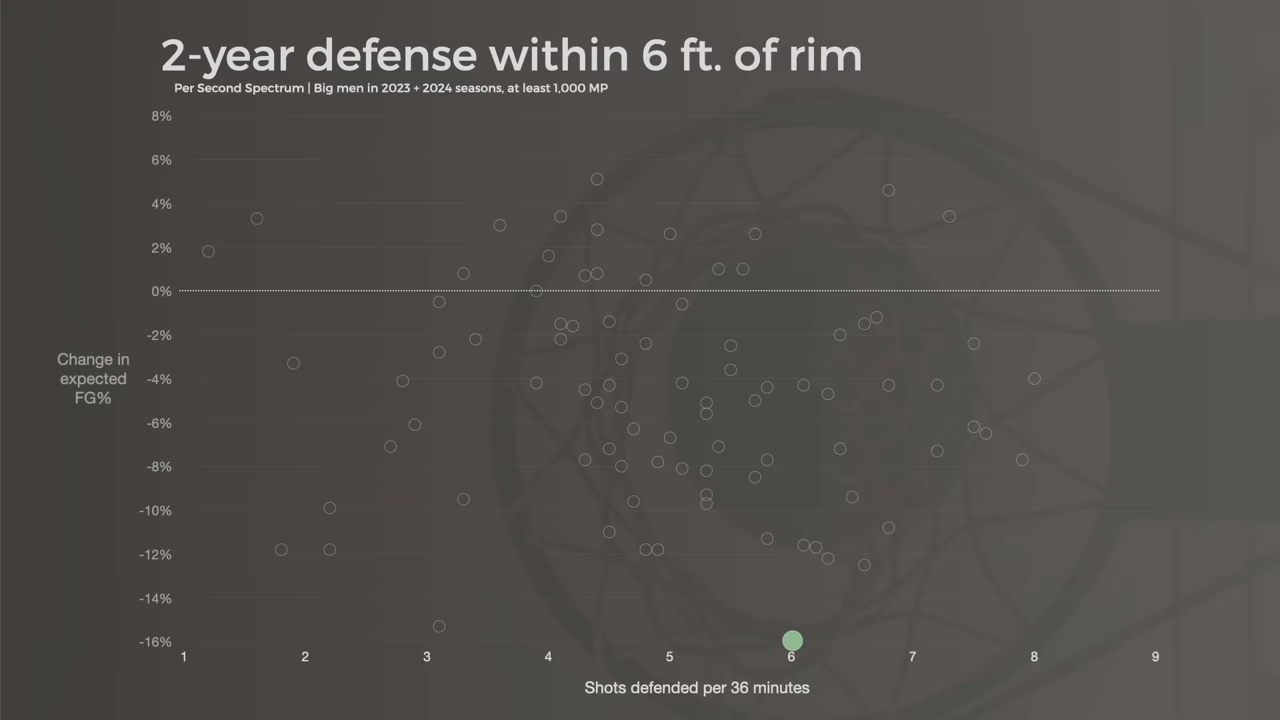 2-year defense within 6 ft. of rim
Per Second Spectrum | Big men in 2023 + 2024 seasons, at least 1,000 MP
8%
6%
4%
2%
0%
-2%
-4%
-6%
-8%
-10%
-12%
-14%
-16%
Change in
expected
FG%
1 2 3 4 5 6 7 8 9
Shots defended per 36 minutes